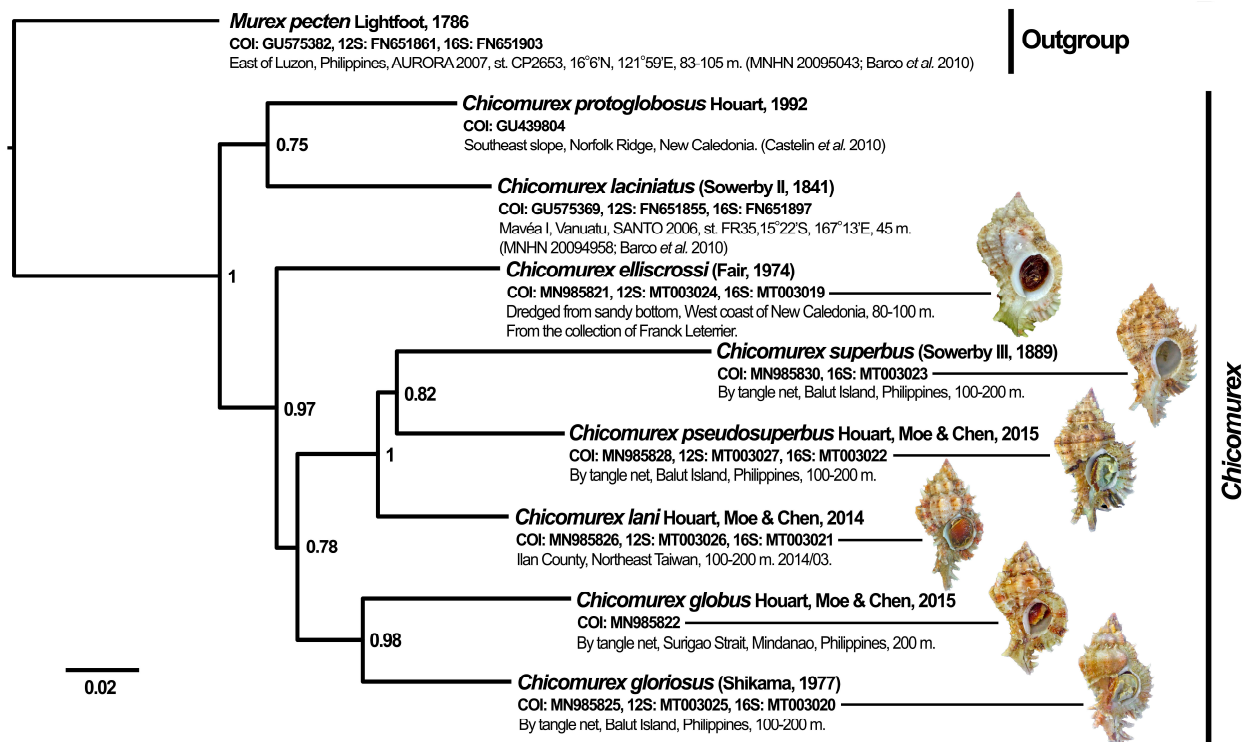 Murex pecten Lightfoot, 1786
COI: GU575382, 12S: FN651861, 16S: FN651903
East of Luzon, Philippines, AURORA 2007, st. CP2653, 16°6'N, 121°59'E, 83-105 m. (MNHN 20095043; Barco et al. 2010)
Outgroup
Chicomurex protoglobosus Houart, 1992
COI: GU439804
Southeast slope, Norfolk Ridge, New Caledonia. (Castelin et al. 2010)
0.75
Chicomurex laciniatus (Sowerby II, 1841)
COI: GU575369, 12S: FN651855, 16S: FN651897
Mavéa I, Vanuatu, SANTO 2006, st. FR35,15°22'S, 167°13'E, 45 m.
(MNHN 20094958; Barco et al. 2010)
1
Chicomurex elliscrossi (Fair, 1974)
COI: MN985821, 12S: MT003024, 16S: MT003019
Dredged from sandy bottom, West coast of New Caledonia, 80-100 m.
From the collection of Franck Leterrier.
Chicomurex superbus (Sowerby III, 1889)
COI: MN985830, 16S: MT003023
By tangle net, Balut Island, Philippines, 100-200 m.
0.82
0.97
Chicomurex pseudosuperbus Houart, Moe & Chen, 2015
COI: MN985828, 12S: MT003027, 16S: MT003022
By tangle net, Balut Island, Philippines, 100-200 m.
1
Chicomurex lani Houart, Moe & Chen, 2014
COI: MN985826, 12S: MT003026, 16S: MT003021
Ilan County, Northeast Taiwan, 100-200 m. 2014/03.
0.78
Chicomurex globus Houart, Moe & Chen, 2015
COI: MN985822
By tangle net, Surigao Strait, Mindanao, Philippines, 200 m.
0.98
Chicomurex gloriosus (Shikama, 1977)
COI: MN985825, 12S: MT003025, 16S: MT003020
By tangle net, Balut Island, Philippines, 100-200 m.
0.02
Chicomurex